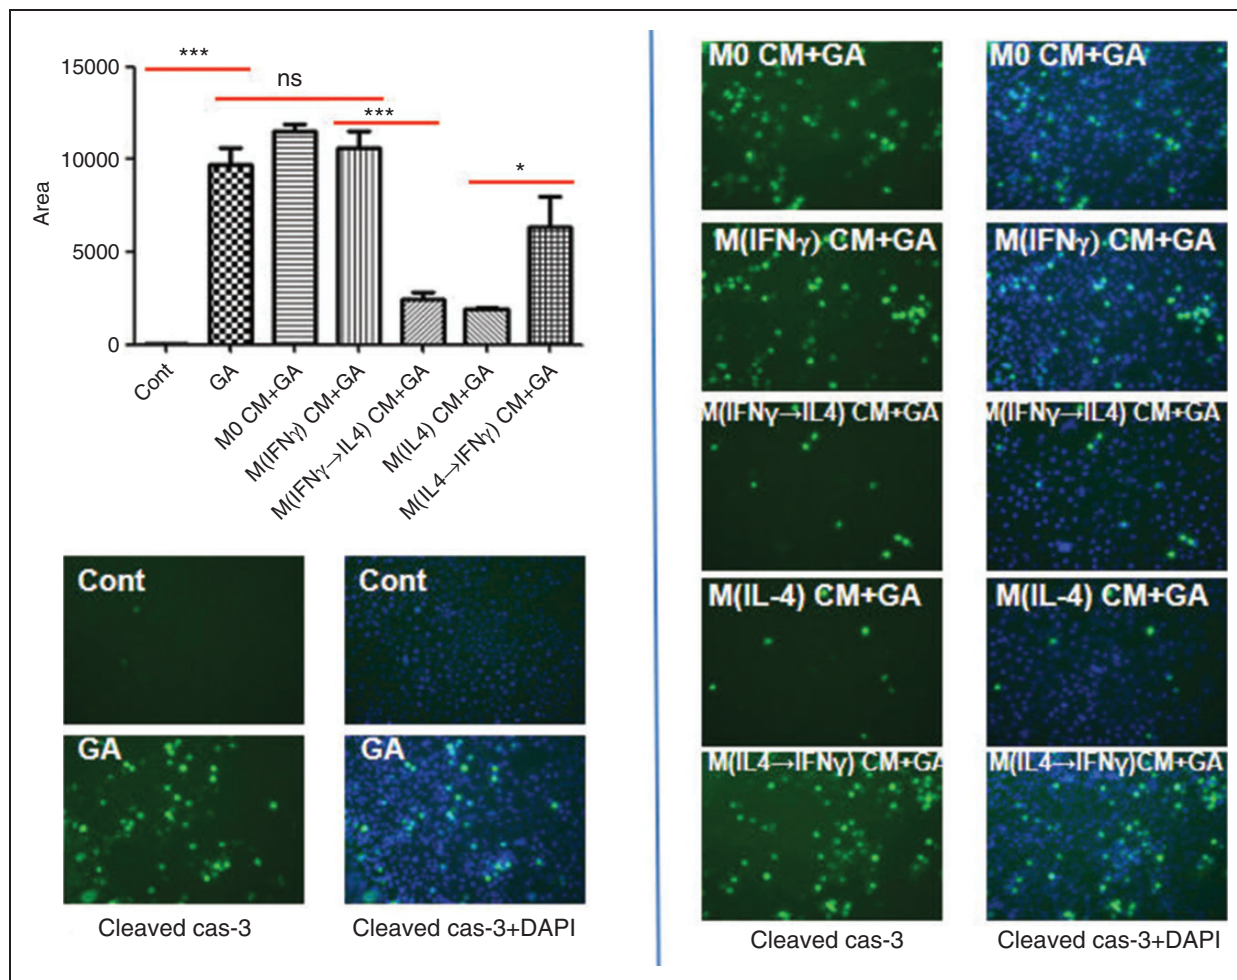 ***
15000
ns
***
10000
*
Area
5000
0
Cont
GA
M0 CM+GA
M(IFNγ) CM+GA
M(IFNγ→IL4) CM+GA
M(IL4) CM+GA
M(IL4→IFNγ) CM+GA
Cont
Cont
GA
GA
Cleaved cas-3
Cleaved cas-3+DAPI
M0 CM+GA
M0 CM+GA
M(IFNγ) CM+GA
M(IFNγ) CM+GA
M(IFNγ→IL4) CM+GA
M(IFNγ→IL4) CM+GA
M(IL-4) CM+GA
M(IL-4) CM+GA
M(IL4→IFNγ) CM+GA
M(IL4→IFNγ)CM+GA
Cleaved cas-3
Cleaved cas-3+DAPI